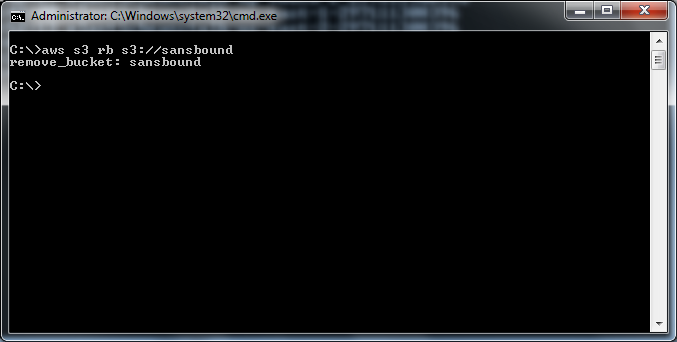 Administrator: C:\Windows\system32\cmd.exe
C:\>aws s3 rb s3://sansbound
remove_bucket: sansbound
C:\>